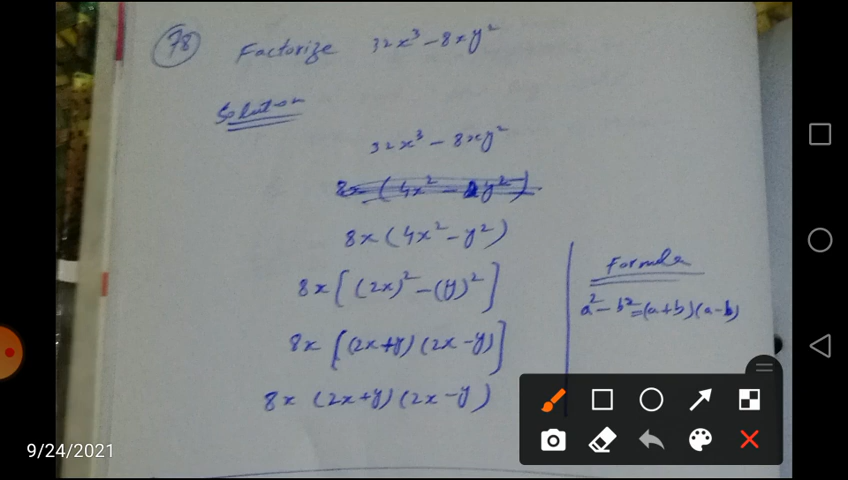 78 Factorize 32x³ - 8xy²
Solution
32x³ - 8xy²
8x (4x² - y²)
8x (4x² - y²)
8x [(2x)² - (y)²]
8x [(2x+y) (2x-y)]
8x (2x+y) (2x-y)
Formula
a² - b² = (a+b) (a-b)
9/24/2021